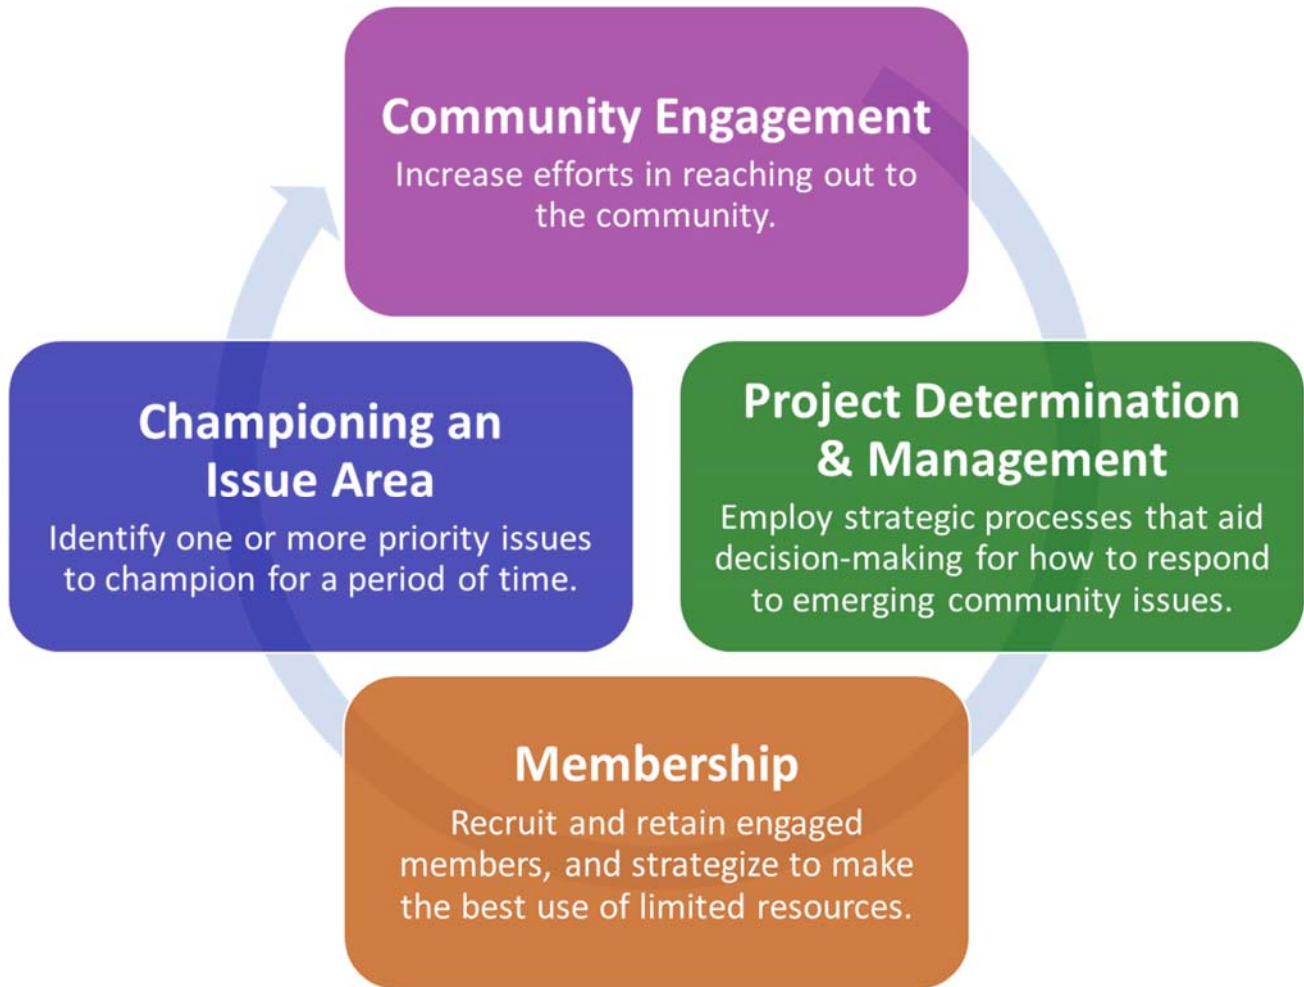 Community Engagement
Increase efforts in reaching out to
the community.
Championing an
Issue Area
Identify one or more priority issues
to champion for a period of time.
Project Determination
& Management
Employ strategic processes that aid
decision-making for how to respond
to emerging community issues.
Membership
Recruit and retain engaged
members, and strategize to make
the best use of limited resources.